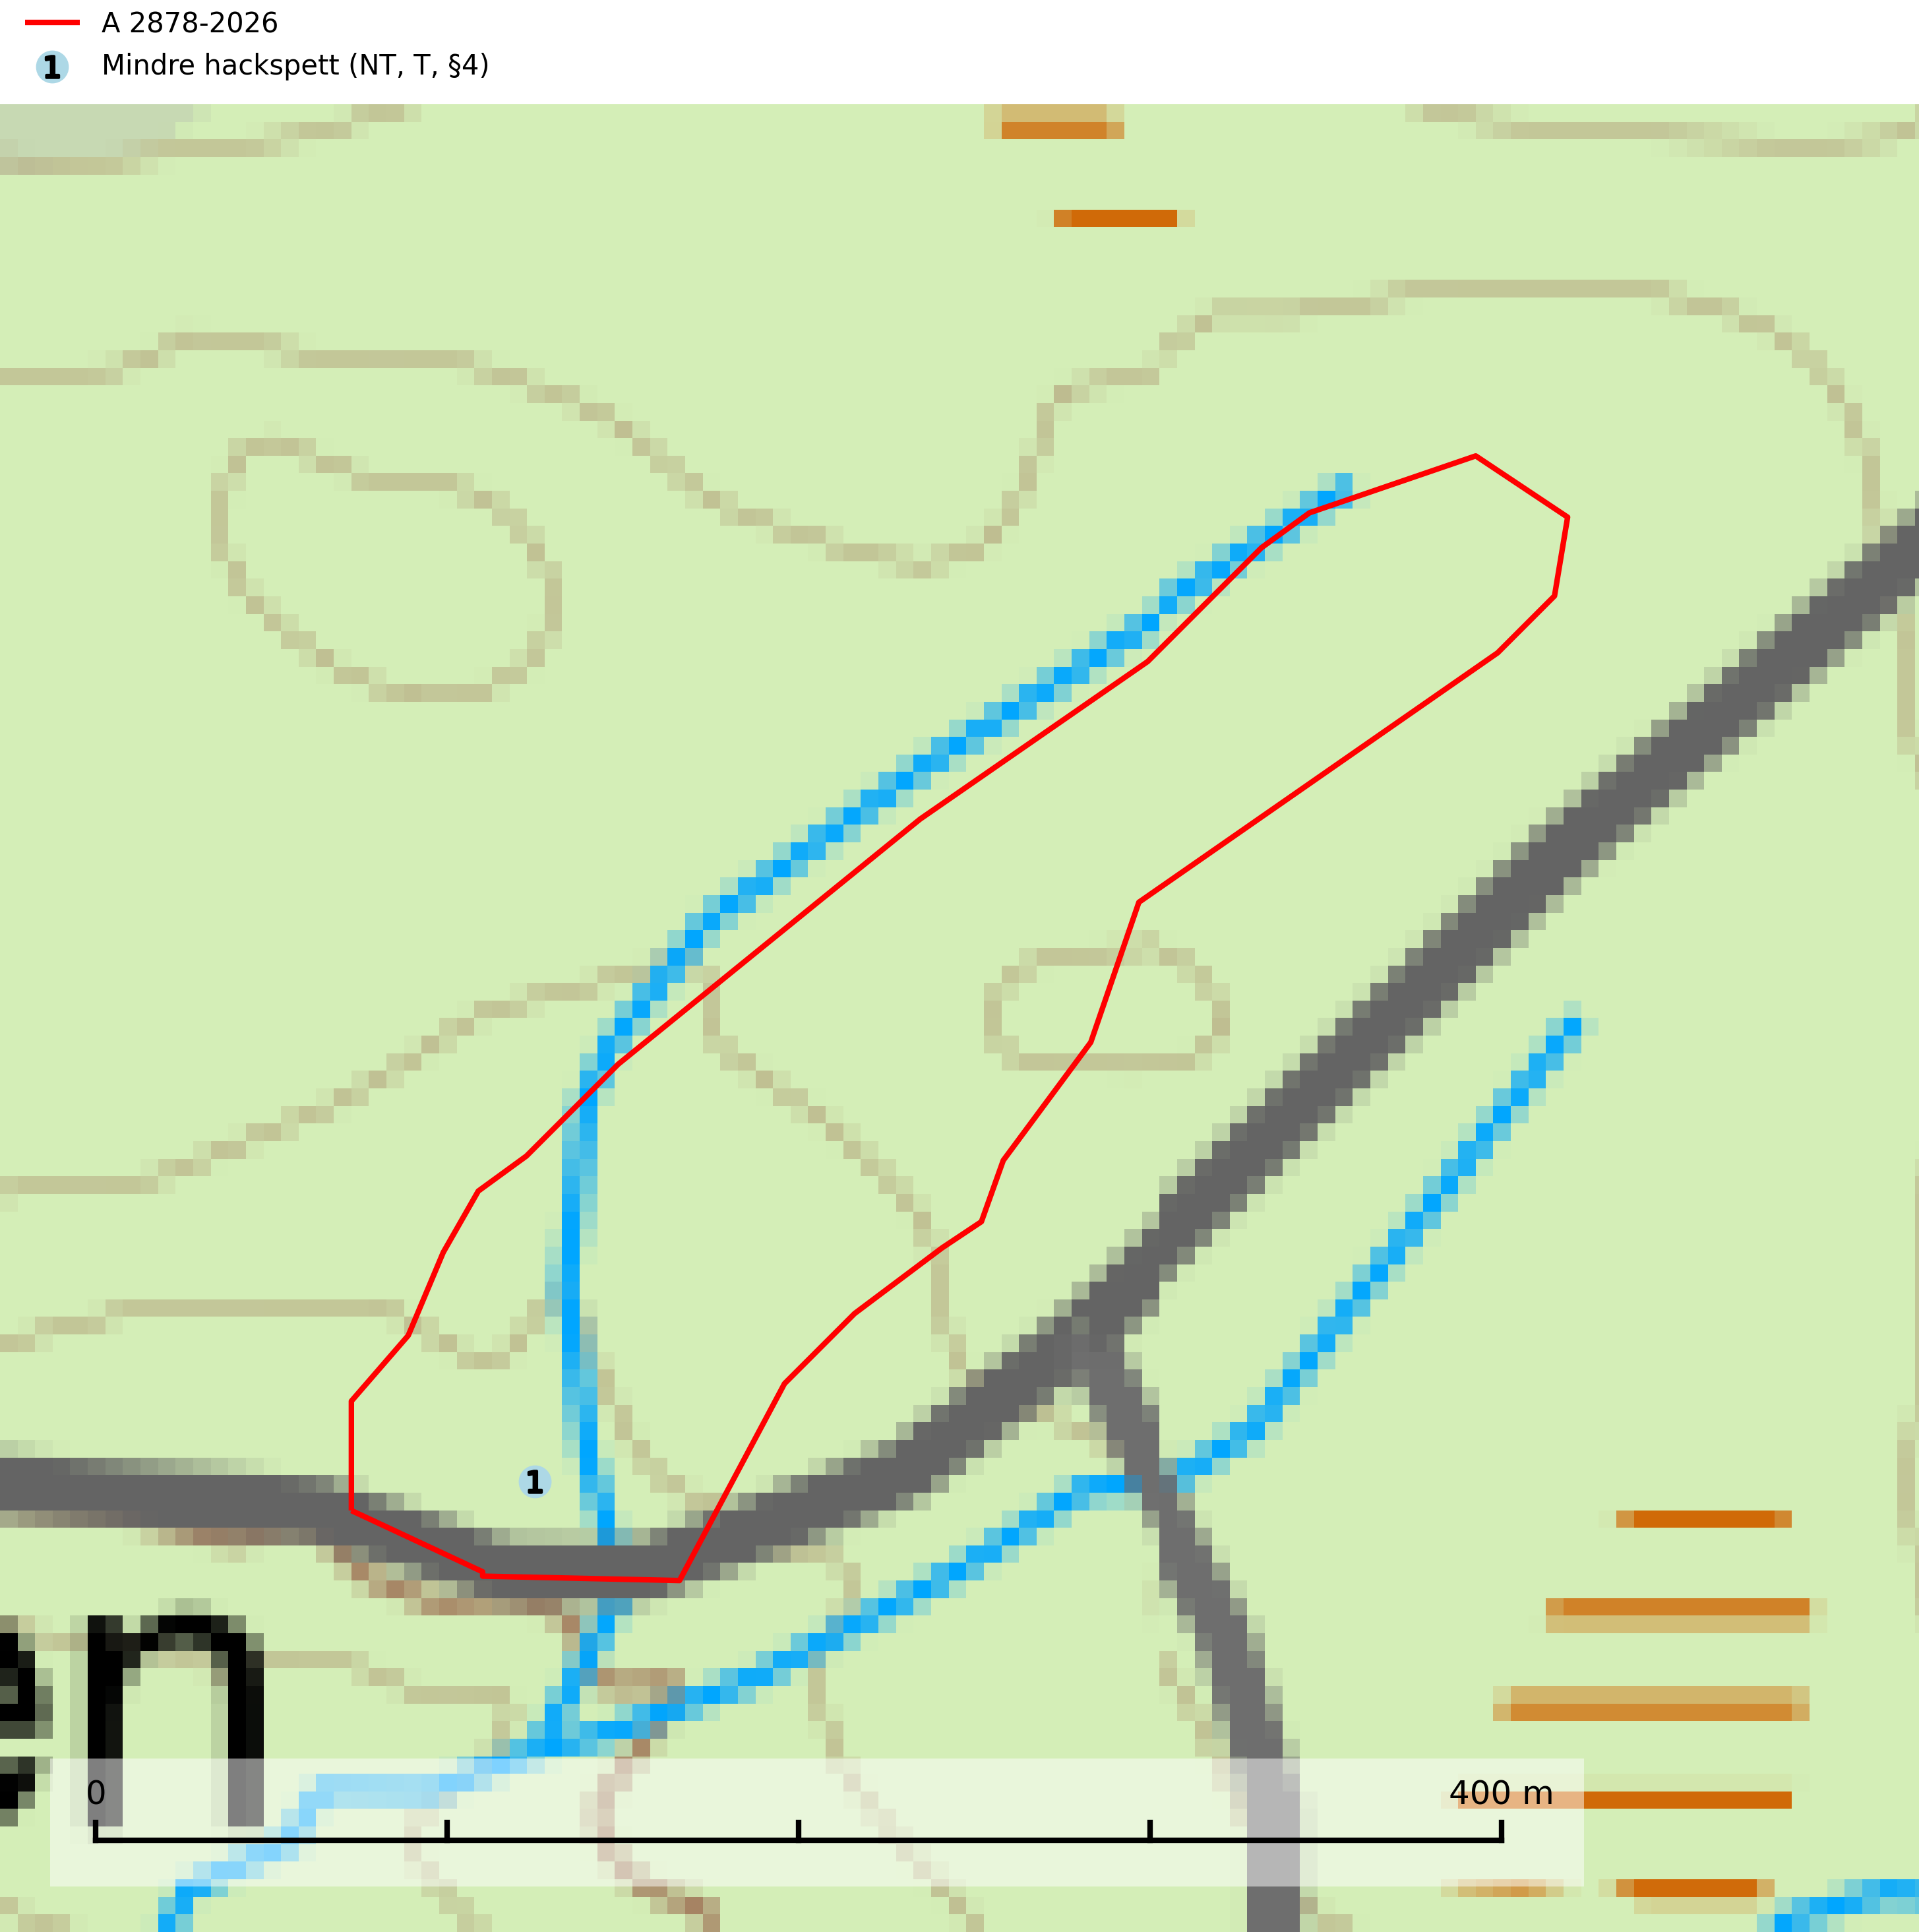 A 2878-2026
1 Mindre hackspett (NT, T, §4)
1
n
0 400 m